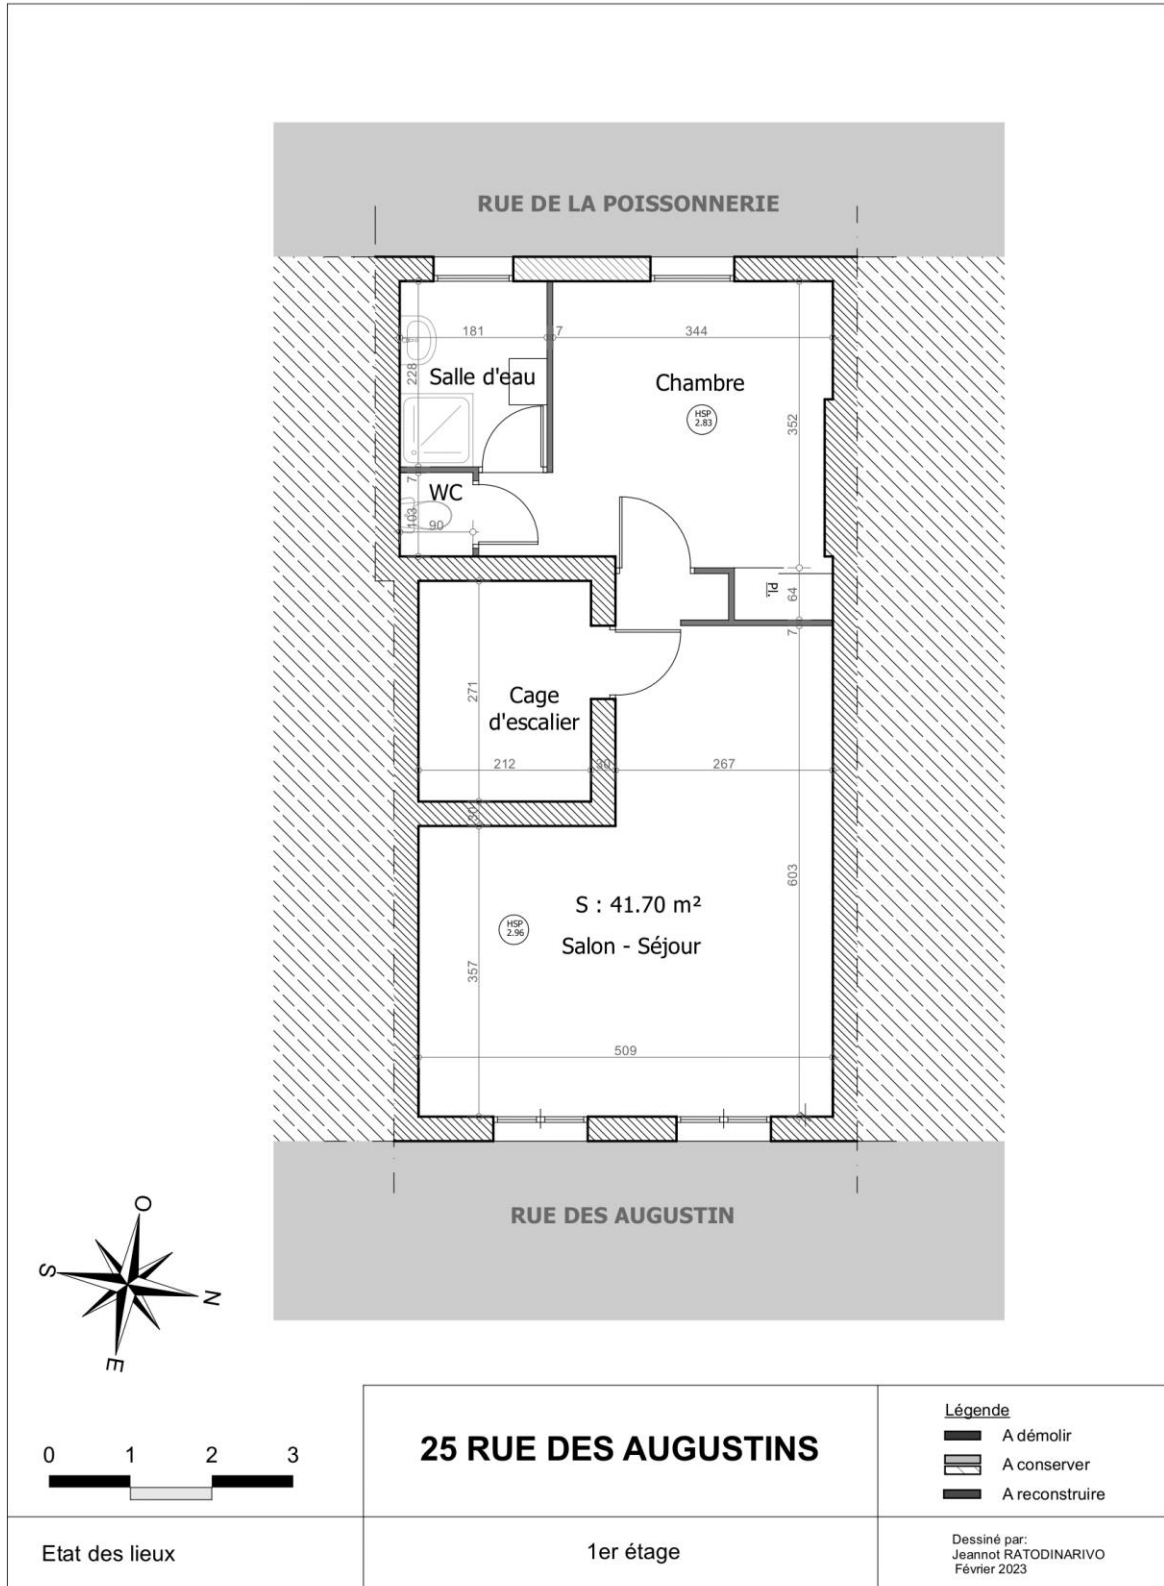 RUE DE LA POISSONNERIE
181
7
344
228
Salle d'eau
Chambre
HSP
2.83
352
7
WC
103
90
Pl.
64
7
271
Cage
d'escalier
212
30
267
30
603
S : 41.70 m²
HSP
2.96
Salon - Séjour
357
509
RUE DES AUGUSTIN
O
S
N
E
0 1 2 3
25 RUE DES AUGUSTINS
Légende
A démolir
A conserver
A reconstruire
Etat des lieux
1er étage
Dessiné par:
Jeannot RATODINARIVO
Février 2023